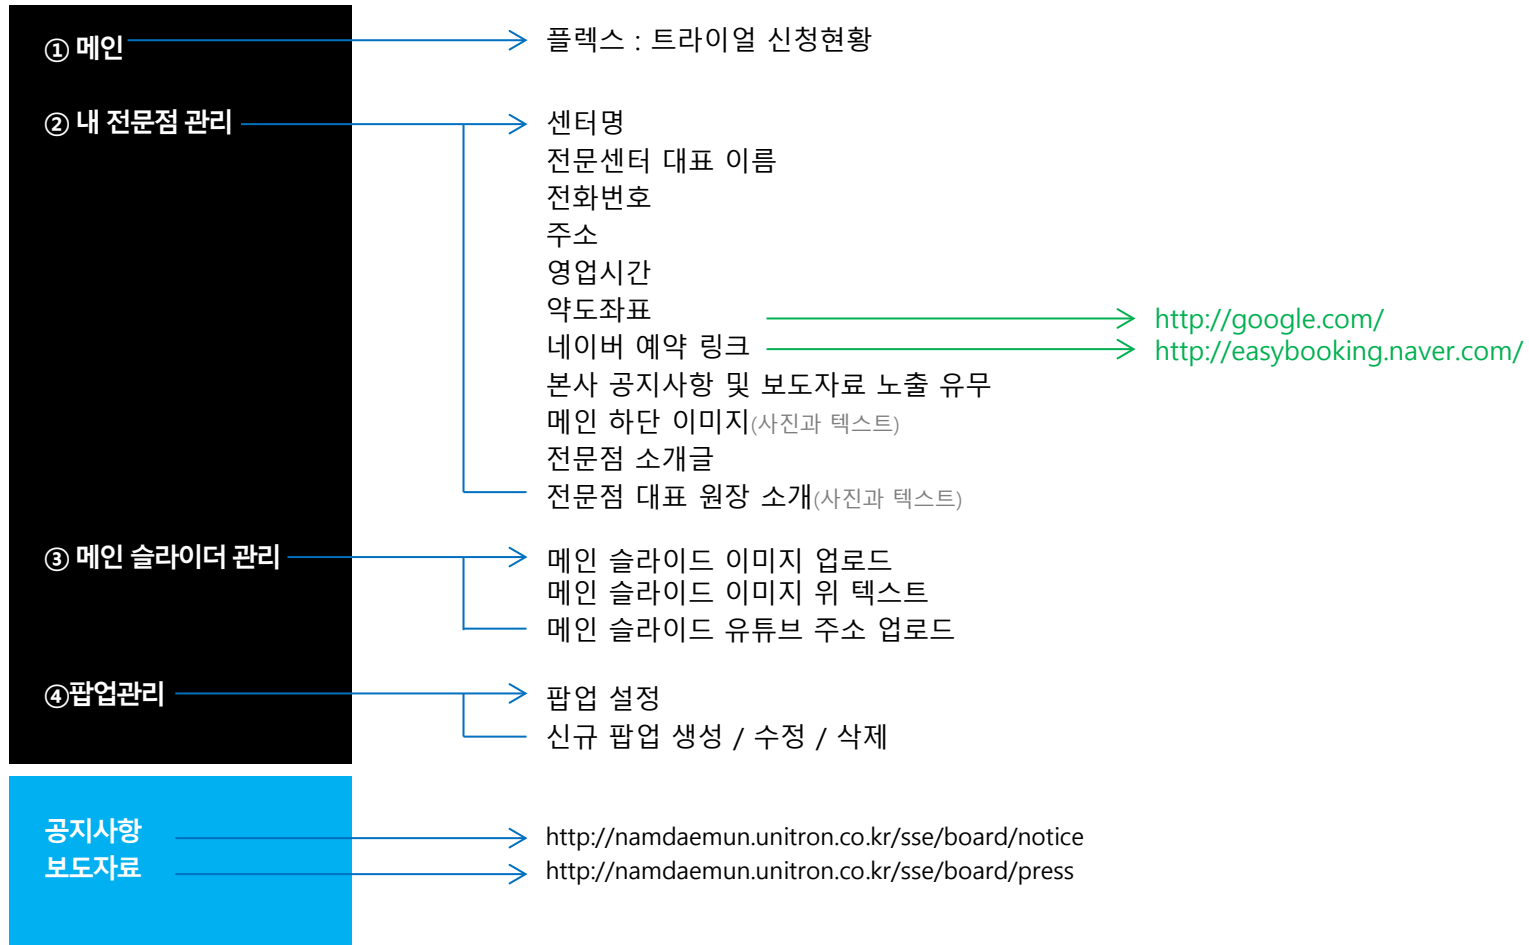 ① 메인
플렉스 : 트라이얼 신청현황
② 내 전문점 관리
센터명
전문센터 대표 이름
전화번호
주소
영업시간
약도좌표
http://google.com/
네이버 예약 링크
http://easybooking.naver.com/
본사 공지사항 및 보도자료 노출 유무
메인 하단 이미지(사진과 텍스트)
전문점 소개글
전문점 대표 원장 소개(사진과 텍스트)
③ 메인 슬라이더 관리
메인 슬라이드 이미지 업로드
메인 슬라이드 이미지 위 텍스트
메인 슬라이드 유튜브 주소 업로드
④팝업관리
팝업 설정
신규 팝업 생성 / 수정 / 삭제
공지사항
http://namdaemun.unitron.co.kr/sse/board/notice
보도자료
http://namdaemun.unitron.co.kr/sse/board/press